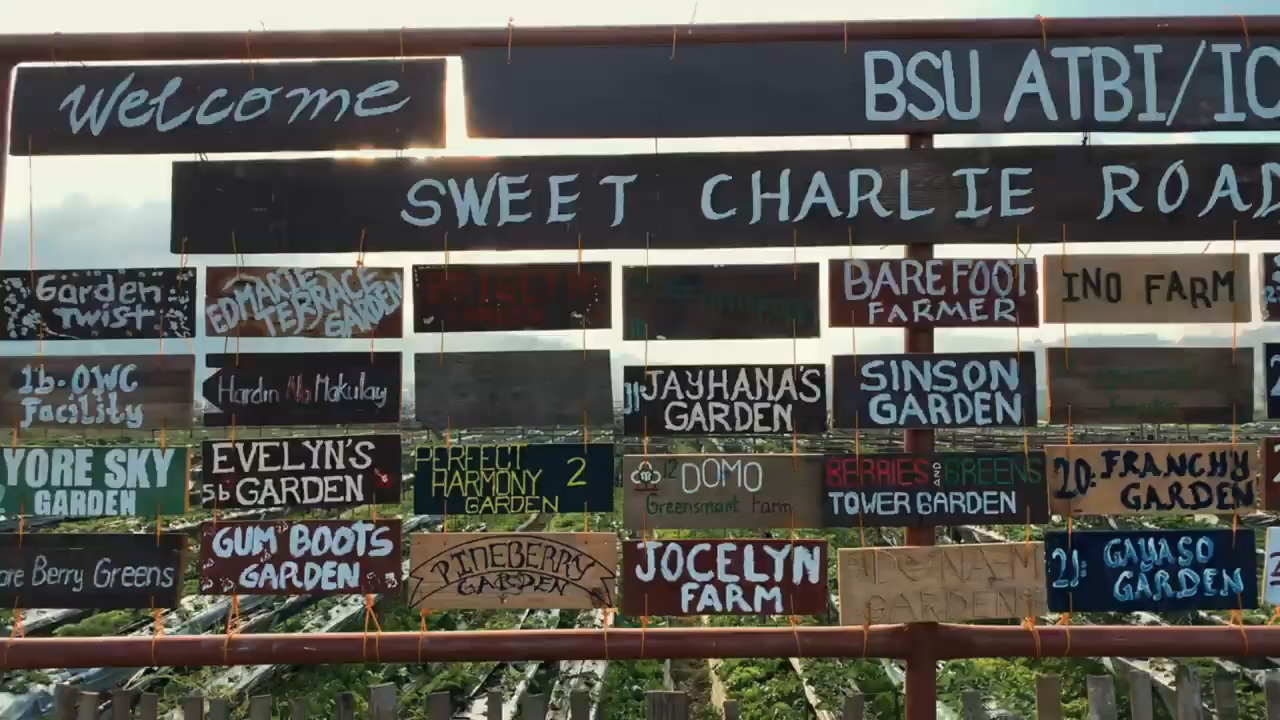 Welcome
BSU ATBI/IC
SWEET CHARLIE ROAD
Garden Twist
EDMARIE TERRACE GARDEN
BAREFOOT FARMER
INO FARM
1b-OWC Facility
Hardin Na Makulay
11 JAYHANA'S GARDEN
SINSON GARDEN
YORE SKY GARDEN
EVELYN'S
5b GARDEN
PERFECT HARMONY GARDEN 2
12 DOMO
Greensmart Farm
BERRIES AND GREENS
TOWER GARDEN
20: FRANCHY GARDEN
Berry Greens
GUM BOOTS GARDEN
PINEBERRY GARDEN
JOCELYN FARM
GARDEN
21: GAYASO GARDEN